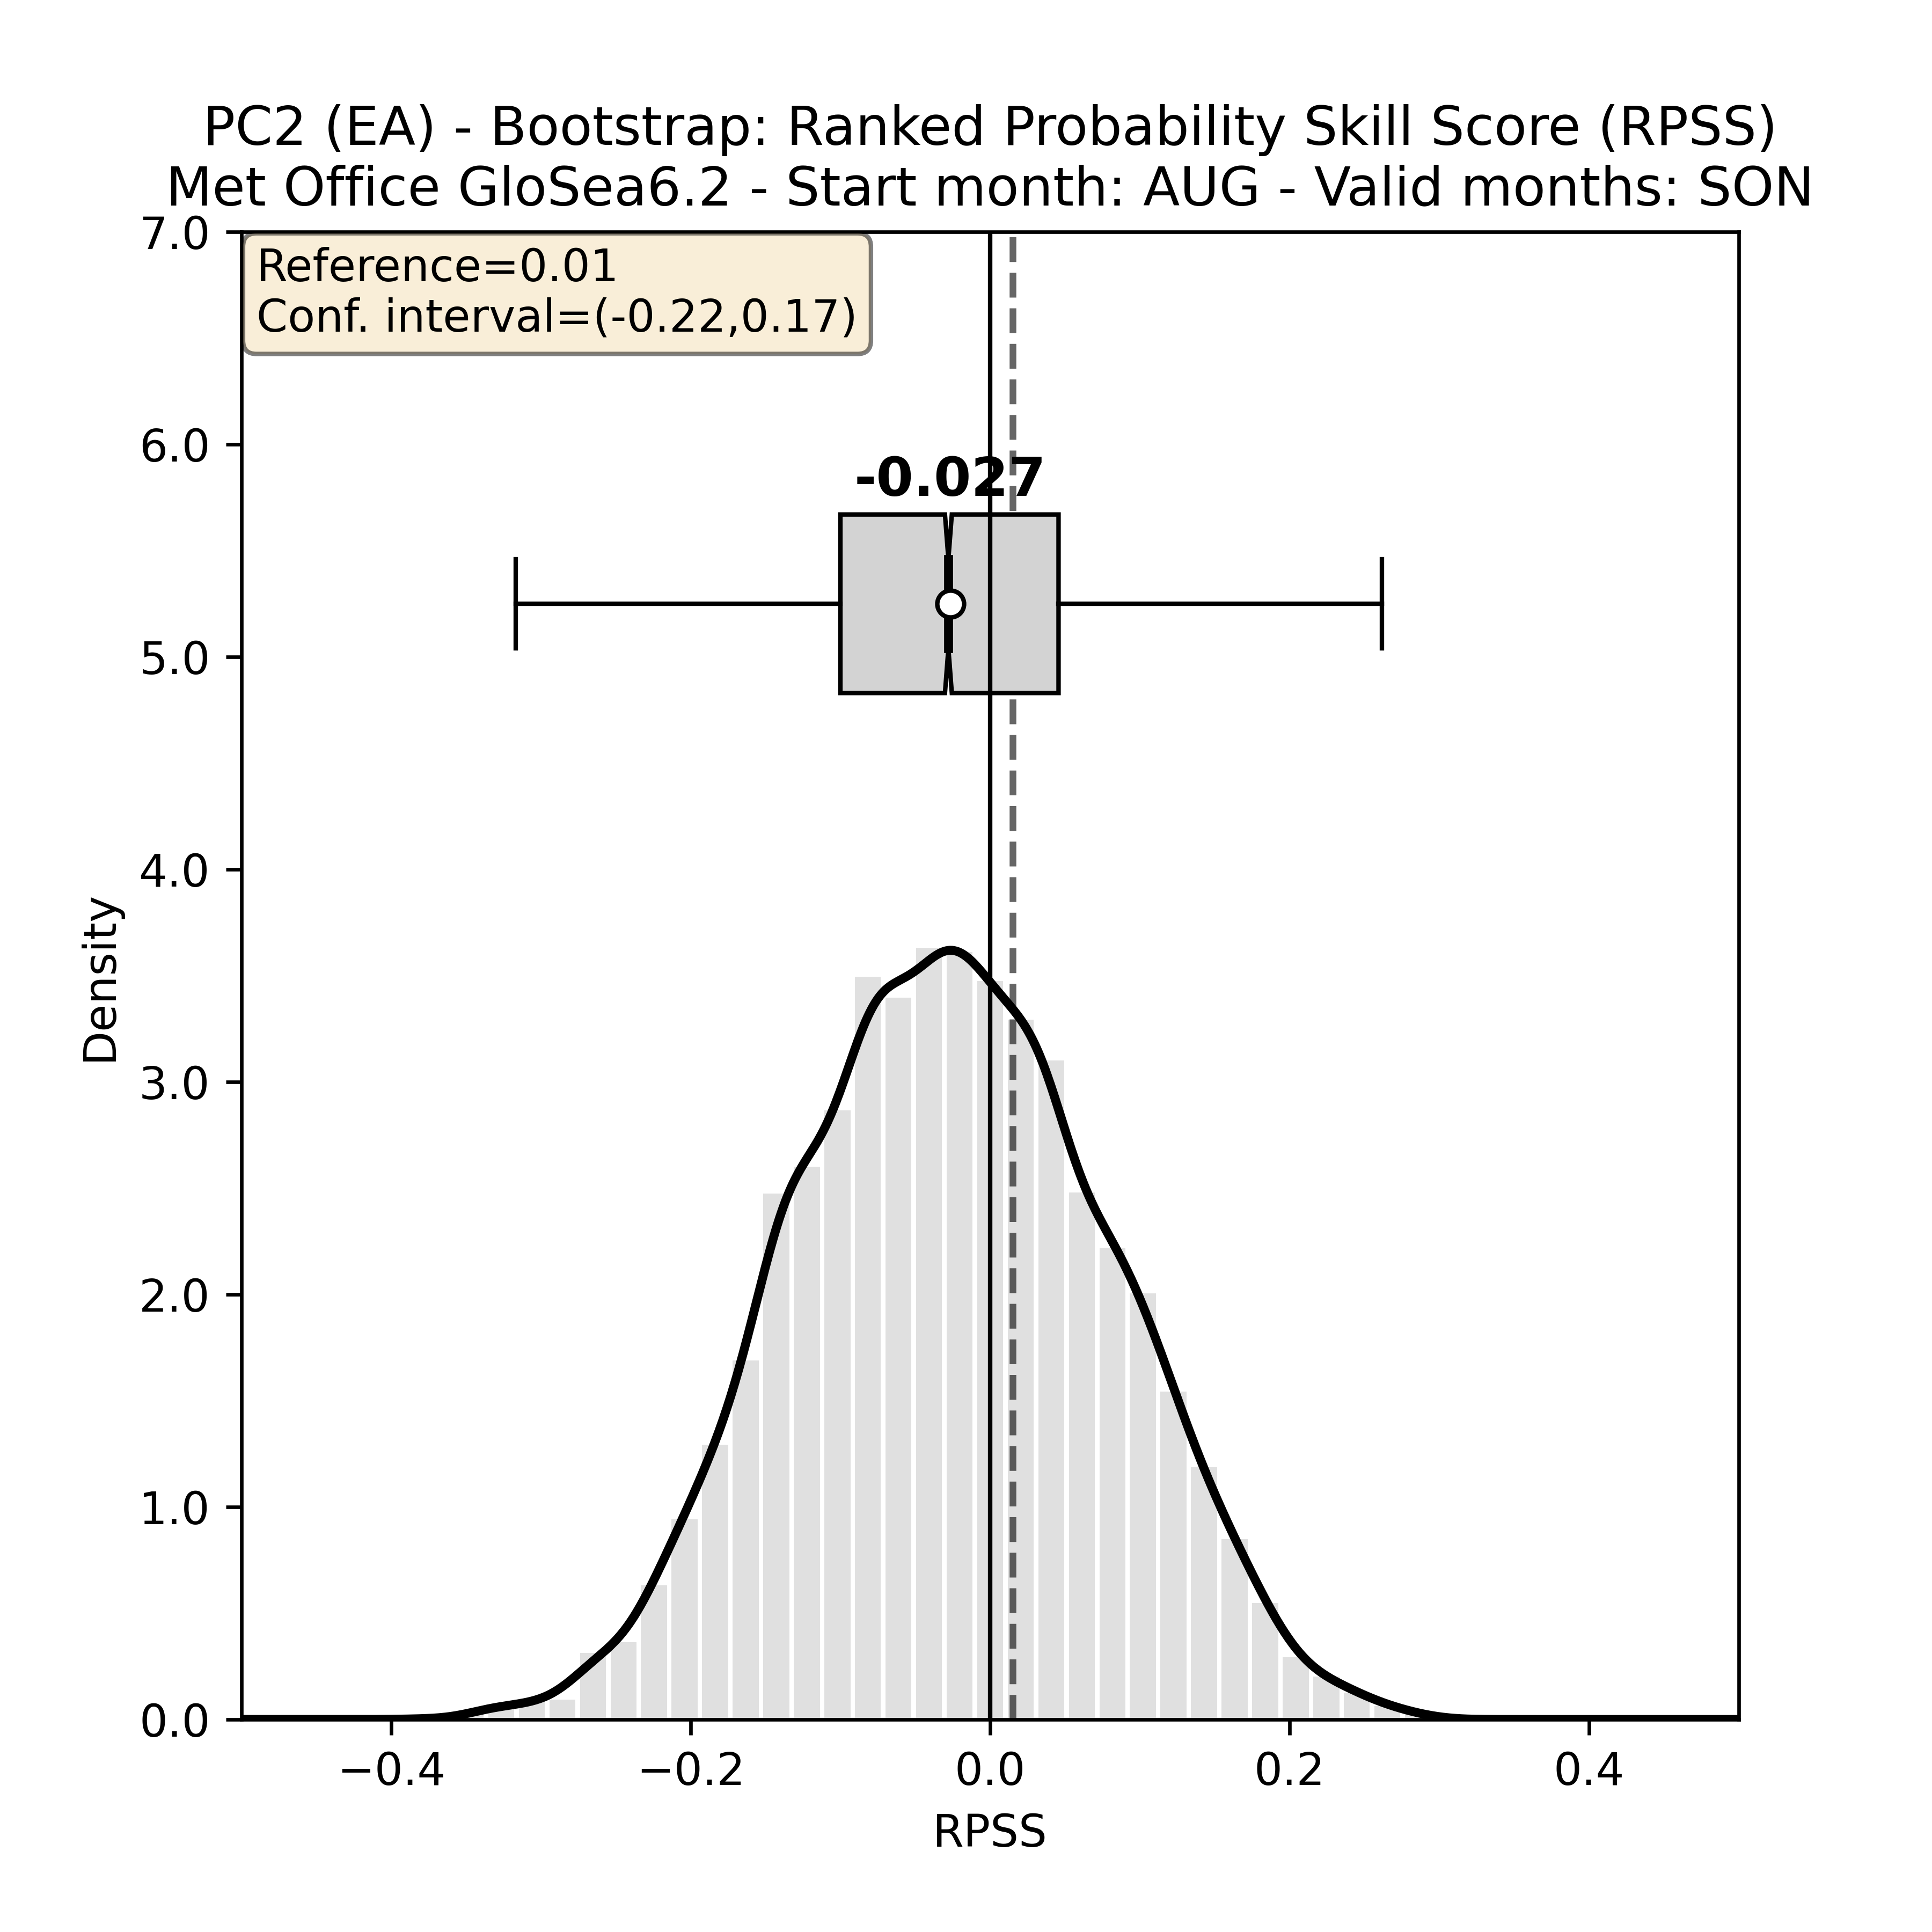 PC2 (EA) - Bootstrap: Ranked Probability Skill Score (RPSS)
Met Office GloSea6.2 - Start month: AUG - Valid months: SON
7.0
Reference=0.01
Conf. interval=(-0.22,0.17)
6.0
-0.027
5.0
4.0
Density
3.0
2.0
1.0
0.0
−0.4 −0.2 0.0 0.2 0.4
RPSS